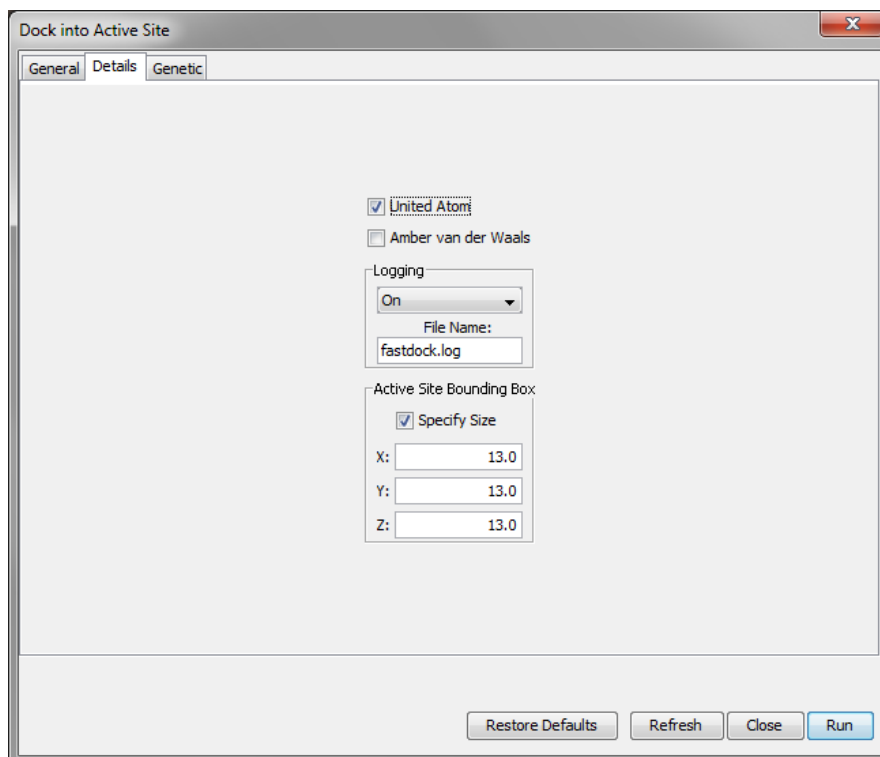 Dock into Active Site
General Details Genetic
United Atom
Amber van der Waals
Logging
On
File Name:
fastdock.log
Active Site Bounding Box
Specify Size
X: 13.0
Y: 13.0
Z: 13.0
Restore Defaults Refresh Close Run